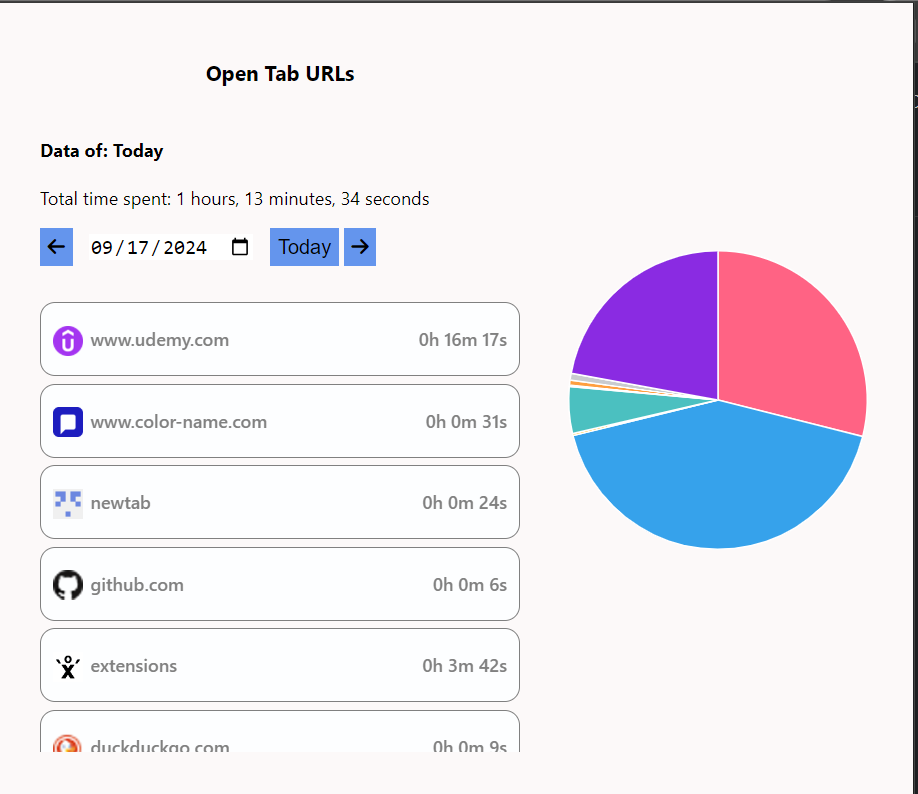 Open Tab URLs
Data of: Today
Total time spent: 1 hours, 13 minutes, 34 seconds
09/17/2024 Today
www.udemy.com 0h 16m 17s
www.color-name.com 0h 0m 31s
newtab 0h 0m 24s
github.com 0h 0m 6s
extensions 0h 3m 42s
duckduckgo.com 0h 0m 9s